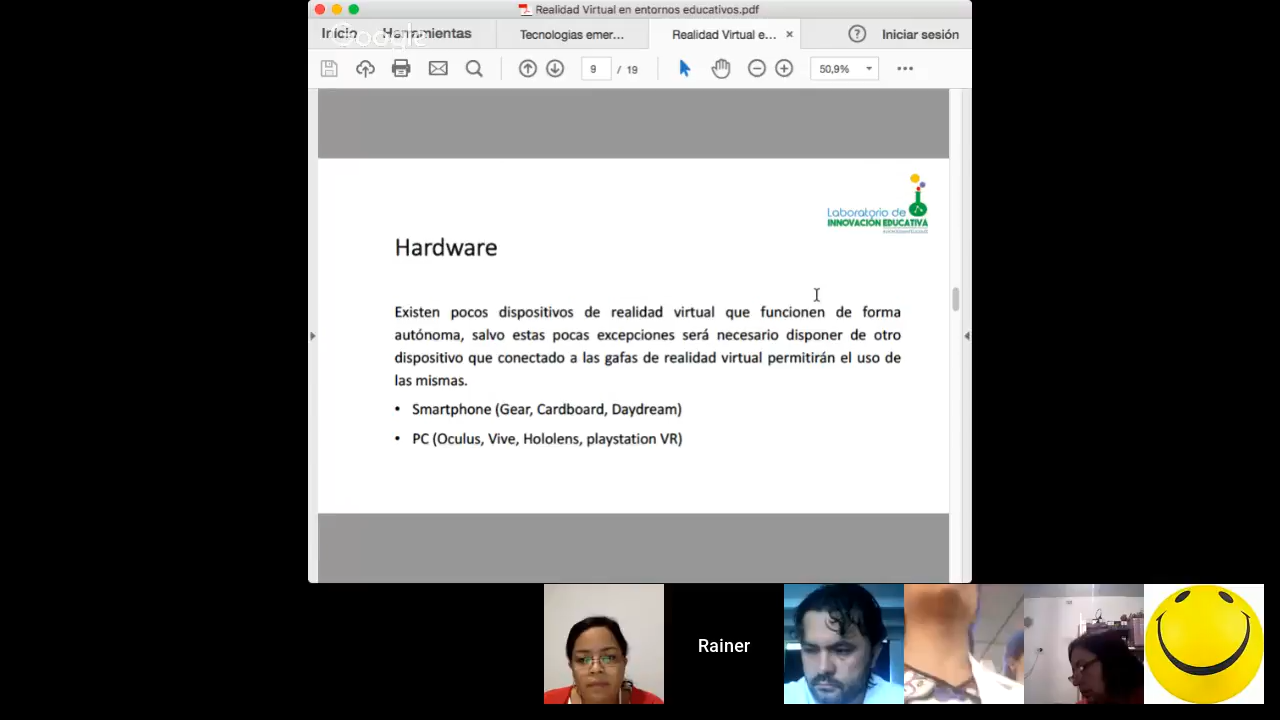 Realidad Virtual en entornos educativos.pdf
Inicio Herramientas Tecnologias emer... Realidad Virtual e... × ? Iniciar sesión
Google
9 / 19 50,9%
Laboratorio de
INNOVACIÓN EDUCATIVA
Hardware
Existen pocos dispositivos de realidad virtual que funcionen de forma
autónoma, salvo estas pocas excepciones será necesario disponer de otro
dispositivo que conectado a las gafas de realidad virtual permitirán el uso de
las mismas.
• Smartphone (Gear, Cardboard, Daydream)
• PC (Oculus, Vive, Hololens, playstation VR)
Rainer